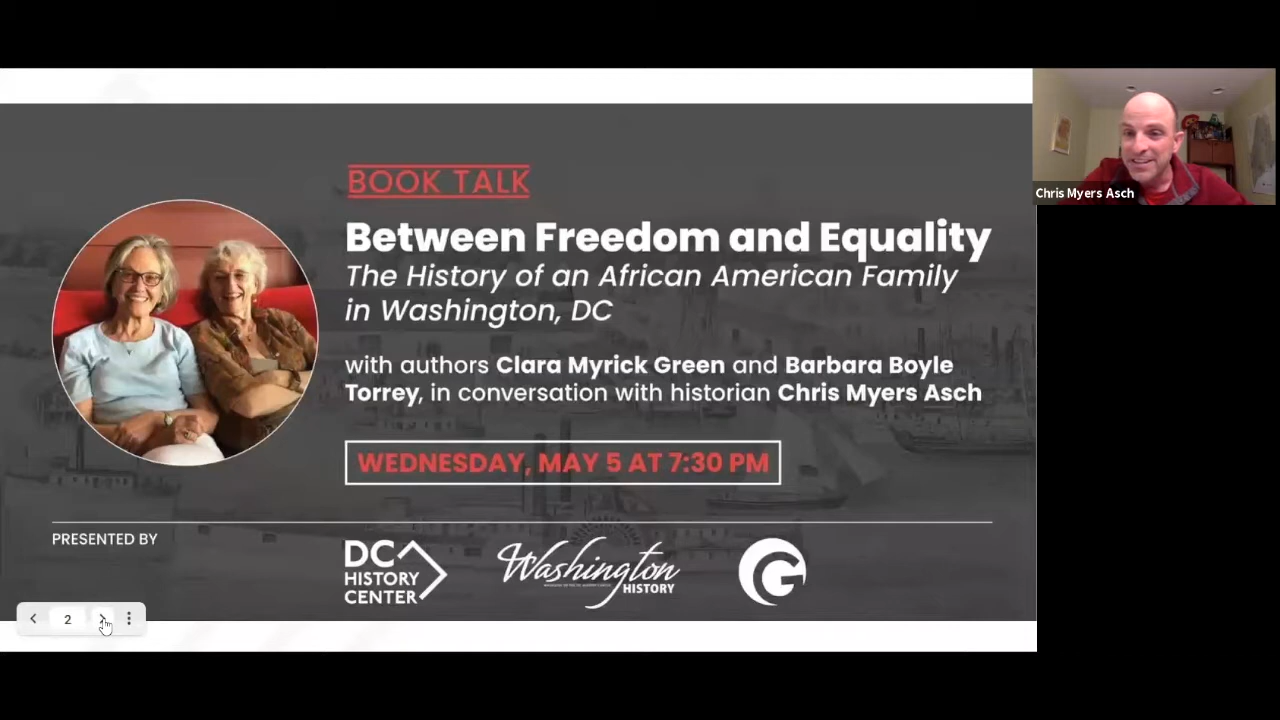 BOOK TALK
Between Freedom and Equality
The History of an African American Family
in Washington, DC
with authors Clara Myrick Green and Barbara Boyle
Torrey, in conversation with historian Chris Myers Asch
WEDNESDAY, MAY 5 AT 7:30 PM
PRESENTED BY
DC
HISTORY
CENTER
Washington
HISTORY
G
2
Chris Myers Asch